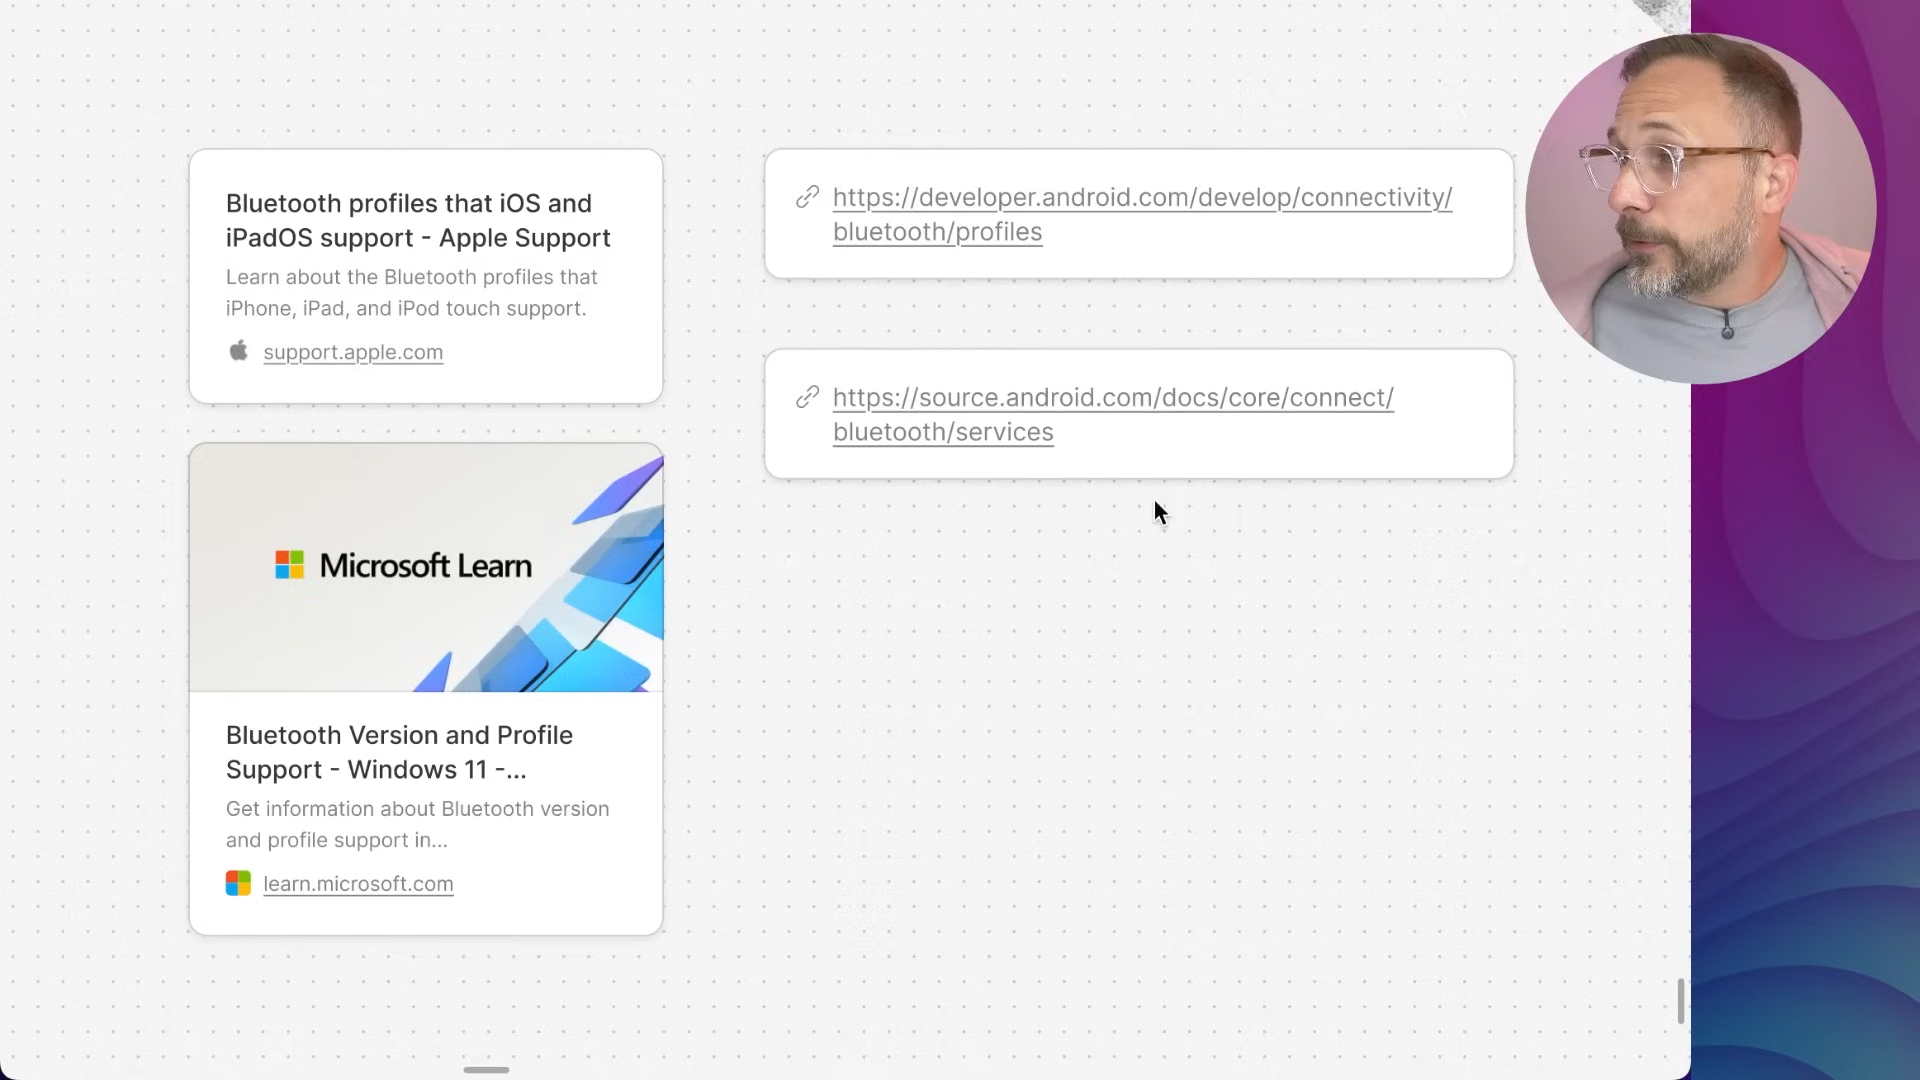 Bluetooth profiles that iOS and
iPadOS support - Apple Support
Learn about the Bluetooth profiles that
iPhone, iPad, and iPod touch support.
support.apple.com
Microsoft Learn
Bluetooth Version and Profile
Support - Windows 11 -...
Get information about Bluetooth version
and profile support in...
learn.microsoft.com
https://developer.android.com/develop/connectivity/
bluetooth/profiles
https://source.android.com/docs/core/connect/
bluetooth/services